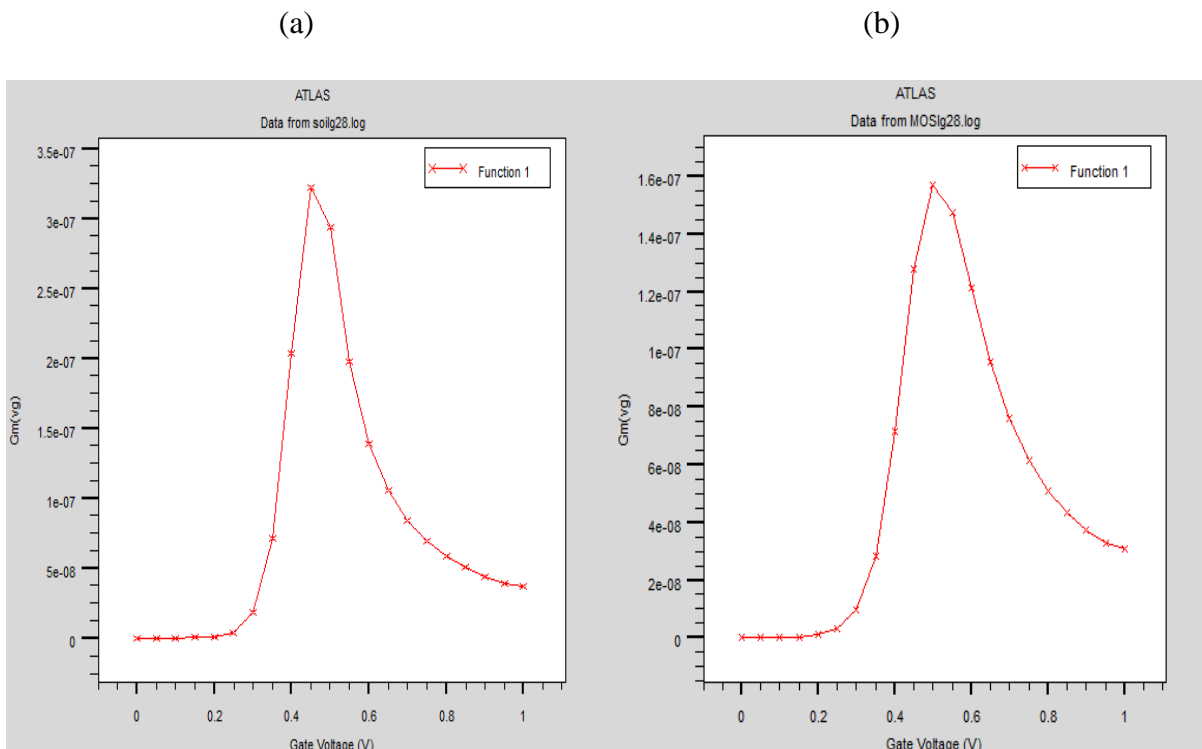 (a)
(b)
ATLAS
Data from soilg28.log
Function 1
3.5e-07
3e-07
2.5e-07
2e-07
1.5e-07
1e-07
5e-08
0
Gm(vg)
0 0.2 0.4 0.6 0.8 1
Gate Voltage (V)
ATLAS
Data from MOSlg28.log
Function 1
1.6e-07
1.4e-07
1.2e-07
1e-07
8e-08
6e-08
4e-08
2e-08
0
Gm(vg)
0 0.2 0.4 0.6 0.8 1
Gate Voltage (V)